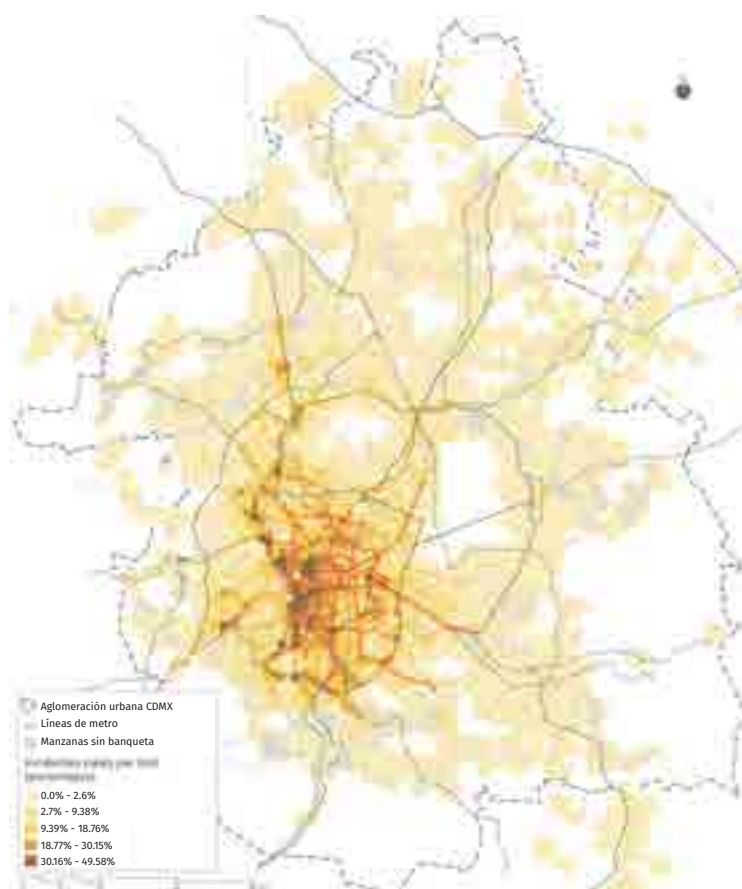 Aglomeración urbana CDMX
Líneas de metro
Manzanas sin banqueta
0.0% - 2.6%
2.7% - 9.38%
9.39% - 18.76%
18.77% - 30.15%
30.16% - 49.58%